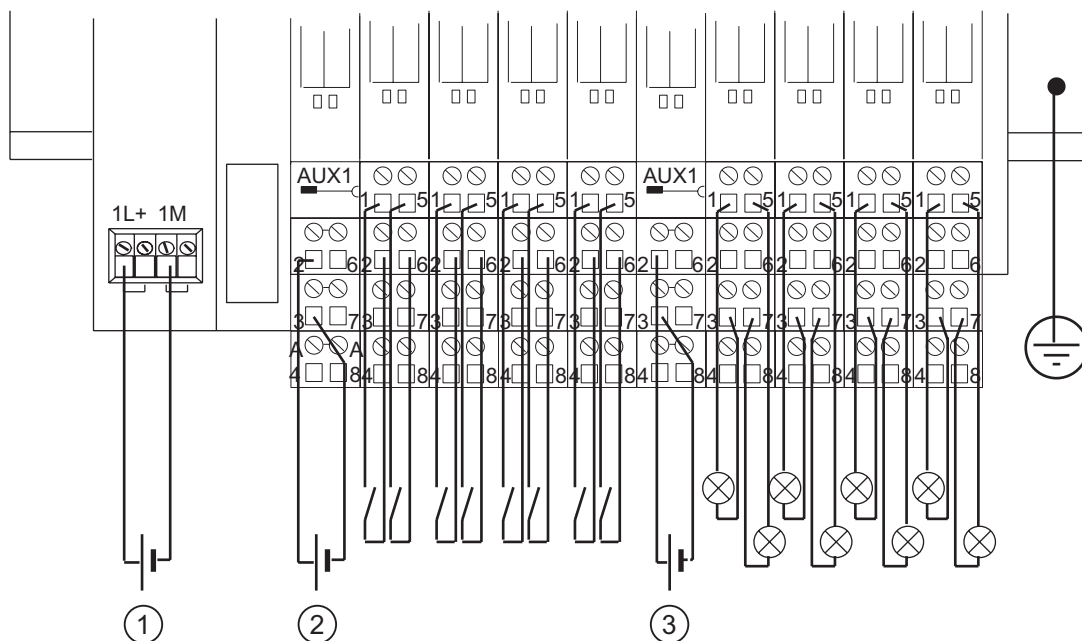 AUX1 AUX1
1 5 1 5 1 5 1 5 1 5 1 5 1 5 1 5
1L+ 1M
2 6 2 6 2 6 2 6 2 6 2 6 2 6 2 6 2 6 2 6
3 7 3 7 3 7 3 7 3 7 3 7 3 7 3 7 3 7 3 7
A A
4 8 4 8 4 8 4 8 4 8 4 8 4 8 4 8 4 8 4 8
1 2 3